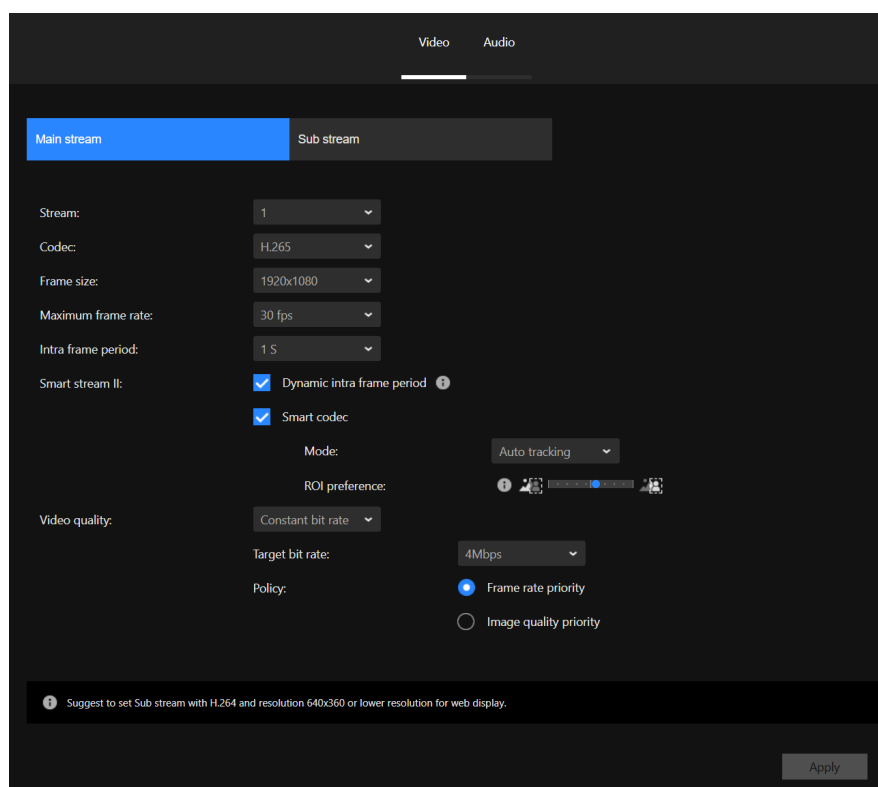 Video Audio
Main stream Sub stream
Stream: 1
Codec: H.265
Frame size: 1920x1080
Maximum frame rate: 30 fps
Intra frame period: 1 S
Smart stream II: Dynamic intra frame period
Smart codec
Mode: Auto tracking
ROI preference:
Video quality: Constant bit rate
Target bit rate: 4Mbps
Policy: Frame rate priority
Image quality priority
Suggest to set Sub stream with H.264 and resolution 640x360 or lower resolution for web display.
Apply